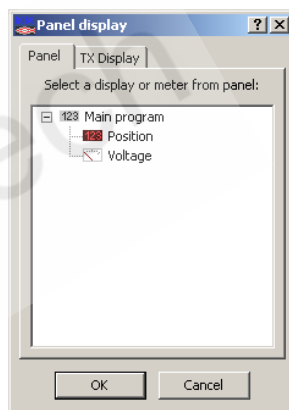 Panel display
Panel TX Display
Select a display or meter from panel:
123 Main program
123 Position
Voltage
OK Cancel